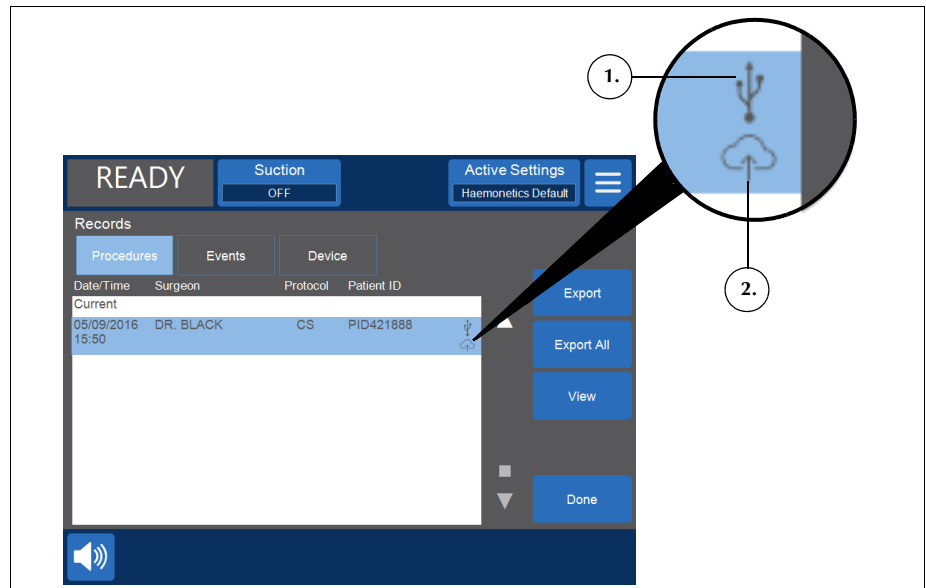 1.
READY
Suction
OFF
Active Settings
Haemonetics Default
Records
Procedures
Events
Device
Date/Time Surgeon Protocol Patient ID
Current
05/09/2016 DR. BLACK CS PID421888
15:50
Export
Export All
View
Done
2.